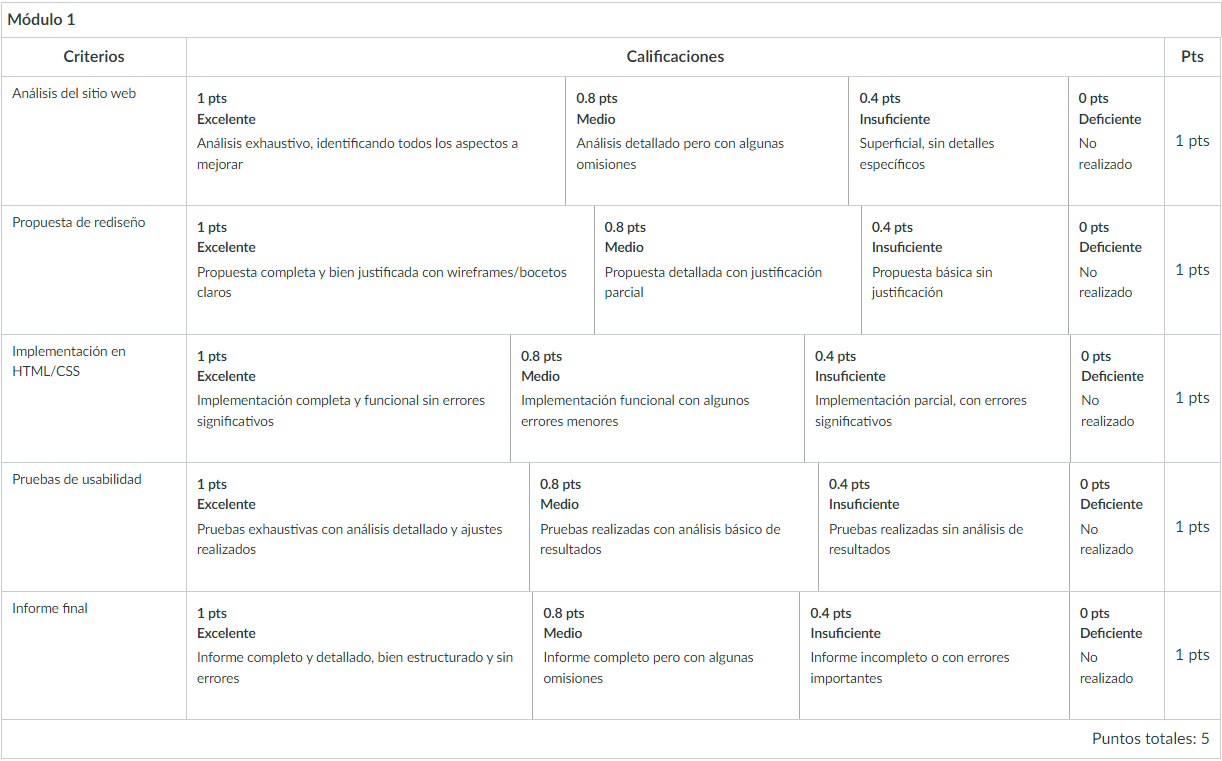 Módulo 1
Criterios
Calificaciones
Pts
Análisis del sitio web
1 pts
Excelente
Análisis exhaustivo, identificando todos los aspectos a
mejorar
0.8 pts
Medio
Análisis detallado pero con algunas
omisiones
0.4 pts
Insuficiente
Superficial, sin detalles
específicos
0 pts
Deficiente
No
realizado
1 pts
Propuesta de rediseño
1 pts
Excelente
Propuesta completa y bien justificada con wireframes/bocetos
claros
0.8 pts
Medio
Propuesta detallada con justificación
parcial
0.4 pts
Insuficiente
Propuesta básica sin
justificación
0 pts
Deficiente
No
realizado
1 pts
Implementación en
HTML/CSS
1 pts
Excelente
Implementación completa y funcional sin errores
significativos
0.8 pts
Medio
Implementación funcional con algunos
errores menores
0.4 pts
Insuficiente
Implementación parcial, con errores
significativos
0 pts
Deficiente
No
realizado
1 pts
Pruebas de usabilidad
1 pts
Excelente
Pruebas exhaustivas con análisis detallado y ajustes
realizados
0.8 pts
Medio
Pruebas realizadas con análisis básico de
resultados
0.4 pts
Insuficiente
Pruebas realizadas sin análisis de
resultados
0 pts
Deficiente
No
realizado
1 pts
Informe final
1 pts
Excelente
Informe completo y detallado, bien estructurado y sin
errores
0.8 pts
Medio
Informe completo pero con algunas
omisiones
0.4 pts
Insuficiente
Informe incompleto o con errores
importantes
0 pts
Deficiente
No
realizado
1 pts
Puntos totales: 5